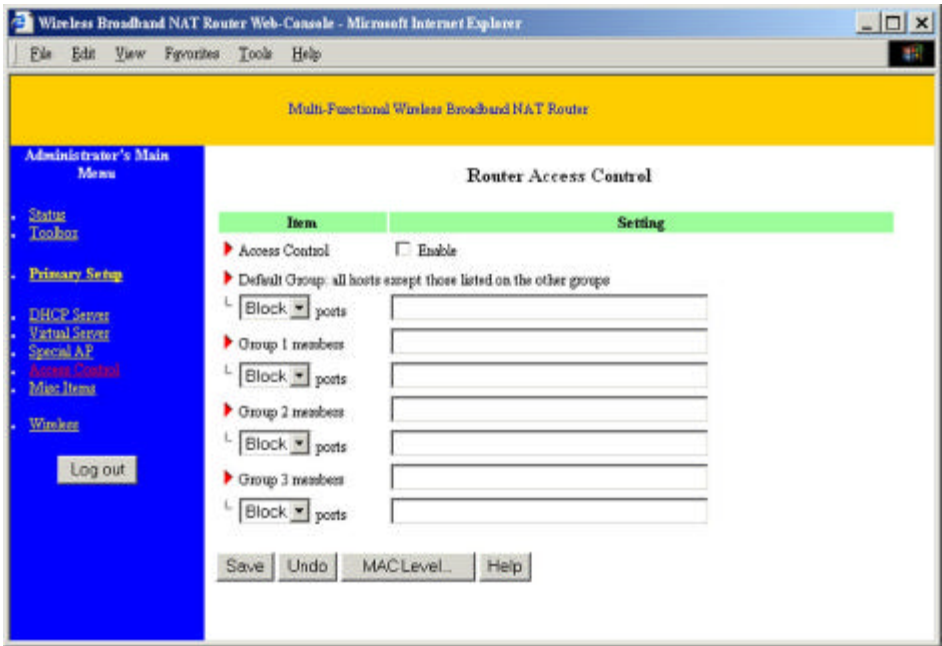 Wireless Broadband NAT Router Web-Console - Microsoft Internet Explorer
File Edit View Favorites Tools Help
Multi-Functional Wireless Broadband NAT Router
Administrator's Main
Menu
Status
Toolbox
Primary Setup
DHCP Server
Virtual Server
Special AP
Access Control
Misc Items
Wireless
Log out
Router Access Control
Item Setting
Access Control Enable
Default Group: all hosts except those listed on the other groups
Block ports
Group 1 members
Block ports
Group 2 members
Block ports
Group 3 members
Block ports
Save Undo MAC Level... Help